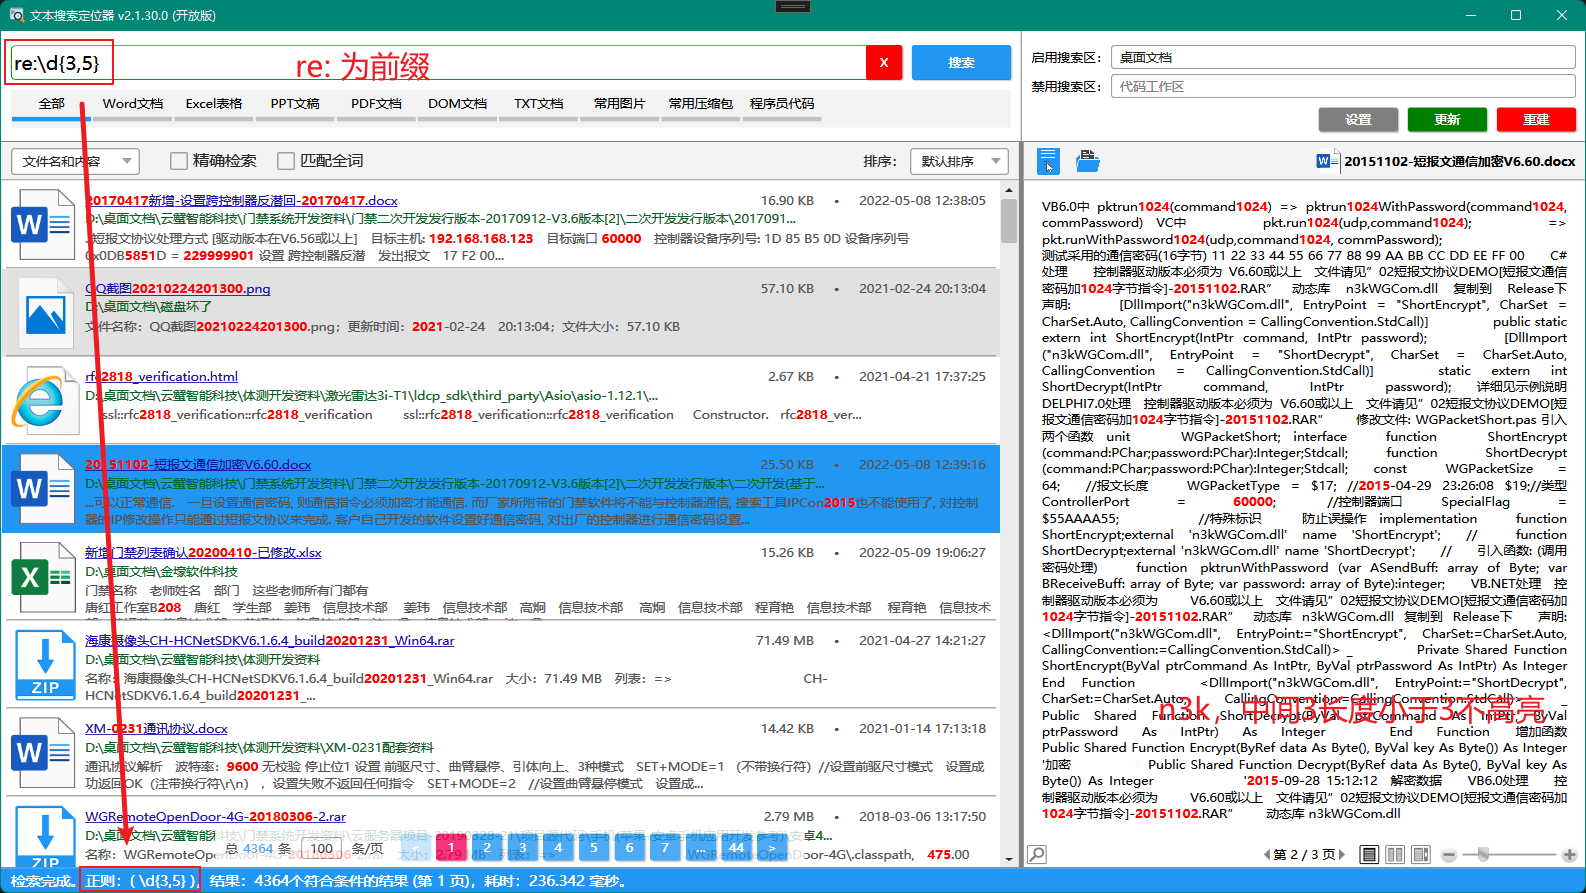 文本搜索定位器 v2.1.30.0 (开放版)
re:\d{3,5}
re: 为前缀
X
搜索
启用搜索区: 桌面文档
禁用搜索区: 代码工作区
设置 更新 重建
全部 Word文档 Excel表格 PPT文稿 PDF文档 DOM文档 TXT文档 常用图片 常用压缩包 程序员代码
文件名和内容 精确检索 匹配全词 排序: 默认排序
20170417新增-设置跨控制器反潜回-20170417.docx 16.90 KB • 2022-05-08 12:38:05
D:\桌面文档\云鼙智能科技\门禁系统开发资料\门禁二次开发发行版本-20170912-V3.6版本[2]\二次开发发行版本\2017091...
.短报文协议处理方式 [驱动版本在V6.56或以上] 目标主机: 192.168.168.123 目标端口 60000 控制器设备序列号: 1D 85 B5 0D 设备序列号
0x0DB5851D = 229999901 设置 跨控制器反潜 发出报文 17 F2 00...
QQ截图20210224201300.png 57.10 KB • 2021-02-24 20:13:04
D:\桌面文档\磁盘坏了
文件名称: QQ截图20210224201300.png; 更新时间: 2021-02-24 20:13:04; 文件大小: 57.10 KB
rfc2818_verification.html 2.67 KB • 2021-04-21 17:37:25
D:\桌面文档\云鼙智能科技\体测开发资料\激光雷达3i-T1\ldcp_sdk\third_party\Asio\asio-1.12.1\...
ssl::rfc2818_verification::rfc2818_verification ssl::rfc2818_verification::rfc2818_verification Constructor. rfc2818_ver...
20151102-短报文通信加密V6.60.docx 25.50 KB • 2022-05-08 12:39:16
D:\桌面文档\云鼙智能科技\门禁系统开发资料\门禁二次开发发行版本-20170912-V3.6版本[2]\二次开发发行版本\二次开发(基于...
...可以正常通信. 一旦设置通信密码, 则通信指令必须加密才能通信. 而厂家所附带的门禁软件将不能与控制器通信, 搜索工具IPCon2015也不能使用了, 对控制
器的IP修改操作只能通过短报文协议来完成. 客户自己开发的软件设置好通信密码, 对出厂的控制器进行通信密码设置...
新增门禁列表确认20200410-已修改.xlsx 15.26 KB • 2022-05-09 19:06:27
D:\桌面文档\金壕软件科技
门禁名称 老师姓名 部门 这些老师所有门都有
唐红工作室B208 唐红 学生部 姜玮 信息技术部 姜玮 信息技术部 高炯 信息技术部 高炯 信息技术部 程育艳 信息技术部 程育艳 信息技术
海康摄像头CH-HCNetSDKV6.1.6.4_build20201231_Win64.rar 71.49 MB • 2021-04-27 14:21:27
D:\桌面文档\云鼙智能科技\体测开发资料
名称: 海康摄像头CH-HCNetSDKV6.1.6.4_build20201231_Win64.rar 大小: 71.49 MB 列表: => CH-
HCNetSDKV6.1.6.4_build20201231_...
ZIP
XM-0231通讯协议.docx 14.42 KB • 2021-01-14 17:13:18
D:\桌面文档\云鼙智能科技\体测开发资料\XM-0231配套资料
通讯协议解析 波特率: 9600 无校验 停止位1 设置 前驱尺寸、曲臂悬停、引体向上、3种模式 SET+MODE=1 (不带换行符) //设置前驱尺寸模式 设置成
功返回OK (注带换行符\r\n) , 设置失败不返回任何指令 SET+MODE=2 //设置曲臂悬停模式 设置成...
WGRemoteOpenDoor-4G-20180306-2.rar 2.79 MB • 2018-03-06 13:17:50
ZIP
总 4364 条 100 条/页 < 1 2 3 4 5 6 7 ... 44 >
Door-4G\.classpath, 475.00
检索完成。 正则: ( \d{3,5} ), 结果: 4364个符合条件的结果 (第 1 页), 耗时: 236.342 毫秒。
20151102-短报文通信加密V6.60.docx
VB6.0中 pktrun1024(command1024) => pktrun1024WithPassword(command1024,
commPassword) VC中 pkt.run1024(udp,command1024); =>
pkt.runWithPassword1024(udp,command1024, commPassword);
测试采用的通信密码(16字节) 11 22 33 44 55 66 77 88 99 AA BB CC DD EE FF 00 C#
处理 控制器驱动版本必须为 V6.60或以上 文件请见” 02短报文协议DEMO[短报文通信
密码加1024字节指令]-20151102.RAR” 动态库 n3kWGCom.dll 复制到 Release下
声明: [DllImport("n3kWGCom.dll", EntryPoint = "ShortEncrypt", CharSet =
CharSet.Auto, CallingConvention = CallingConvention.StdCall)] public static
extern int ShortEncrypt(IntPtr command, IntPtr password); [DllImport
("n3kWGCom.dll", EntryPoint = "ShortDecrypt", CharSet = CharSet.Auto,
CallingConvention = CallingConvention.StdCall)] static extern int
ShortDecrypt(IntPtr command, IntPtr password); 详细见示例说明
DELPHI7.0处理 控制器驱动版本必须为 V6.60或以上 文件请见” 02短报文协议DEMO[短
报文通信密码加1024字节指令]-20151102.RAR” 修改文件: WGPacketShort.pas 引入
两个函数 unit WGPacketShort; interface function ShortEncrypt
(command:PChar;password:PChar):Integer;Stdcall; function ShortDecrypt
(command:PChar;password:PChar):Integer;Stdcall; const WGPacketSize =
64; //报文长度 WGPacketType = $17; //2015-04-29 23:26:08 $19;//类型
ControllerPort = 60000; //控制器端口 SpecialFlag =
$55AAAA55; //特殊标识 防止误操作 implementation function
ShortEncrypt;external 'n3kWGCom.dll' name 'ShortEncrypt'; // function
ShortDecrypt;external 'n3kWGCom.dll' name 'ShortDecrypt'; // 引入函数: (调用
密码处理) function pktrunWithPassword (var ASendBuff: array of Byte; var
BReceiveBuff: array of Byte; var password: array of Byte):integer; VB.NET处理 控
制器驱动版本必须为 V6.60或以上 文件请见” 02短报文协议DEMO[短报文通信密码加
1024字节指令]-20151102.RAR” 动态库 n3kWGCom.dll 复制到 Release下 声明:
<DllImport("n3kWGCom.dll", EntryPoint:="ShortEncrypt", CharSet:=CharSet.Auto,
CallingConvention:=CallingConvention.StdCall)> _ Private Shared Function
ShortEncrypt(ByVal ptrCommand As IntPtr, ByVal ptrPassword As IntPtr) As Integer
End Function <DllImport("n3kWGCom.dll", EntryPoint:="ShortDecrypt",
CharSet:=CharSet.Auto, CallingConvention:=CallingConvention.StdCall)> _
n3k, 中间3长度小于3不高亮
Public Shared Function ShortDecrypt(ByVal ptrCommand As IntPtr, ByVal
ptrPassword As IntPtr) As Integer End Function 增加函数
Public Shared Function Encrypt(ByRef data As Byte(), ByVal key As Byte()) As Integer
'加密 Public Shared Function Decrypt(ByRef data As Byte(), ByVal key As
Byte()) As Integer '2015-09-28 15:12:12 解密数据 VB6.0处理 控
制器驱动版本必须为 V6.60或以上 文件请见” 02短报文协议DEMO[短报文通信密码加
1024字节指令]-20151102.RAR” 动态库 n3kWGCom.dll
第 2 / 3 页